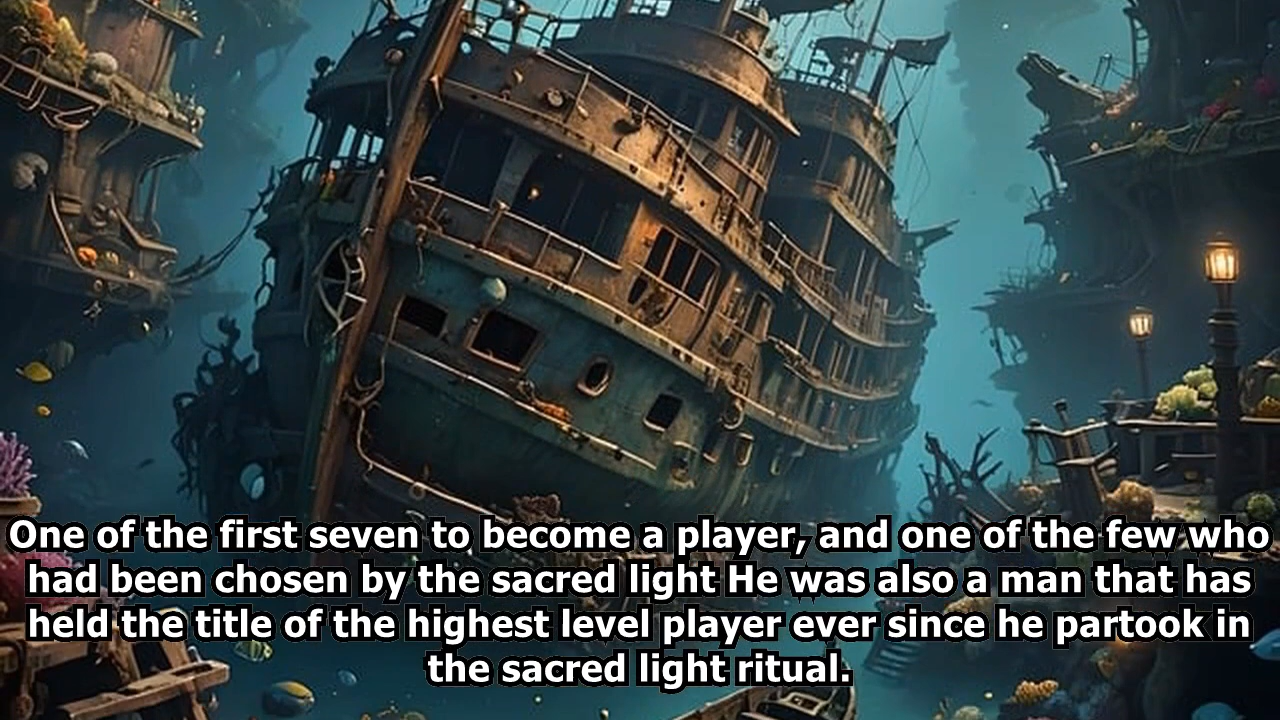 One of the first seven to become a player, and one of the few who
had been chosen by the sacred light He was also a man that has
held the title of the highest level player ever since he partook in
the sacred light ritual.